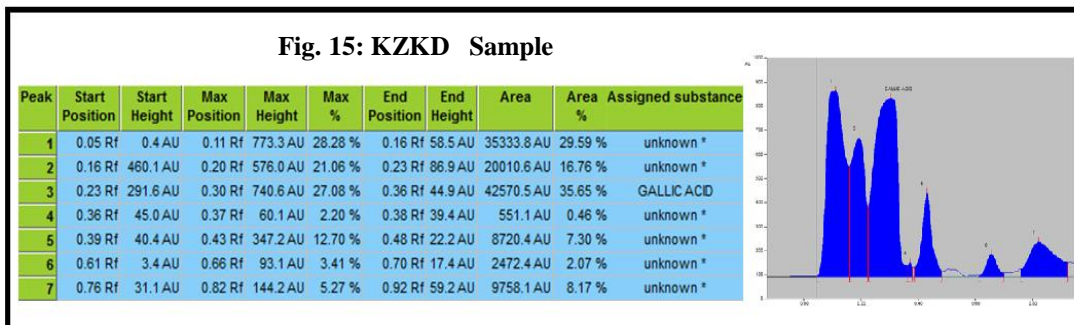 Fig. 15: KZKD Sample
Peak Start Position Start Height Max Position Max Height Max % End Position End Height Area Area % Assigned substance
1 0.05 Rf 0.4 AU 0.11 Rf 773.3 AU 28.28 % 0.16 Rf 58.5 AU 35333.8 AU 29.59 % unknown *
2 0.16 Rf 460.1 AU 0.20 Rf 576.0 AU 21.06 % 0.23 Rf 86.9 AU 20010.6 AU 16.76 % unknown *
3 0.23 Rf 291.6 AU 0.30 Rf 740.6 AU 27.08 % 0.36 Rf 44.9 AU 42570.5 AU 35.65 % GALLIC ACID
4 0.36 Rf 45.0 AU 0.37 Rf 60.1 AU 2.20 % 0.38 Rf 39.4 AU 551.1 AU 0.46 % unknown *
5 0.39 Rf 40.4 AU 0.43 Rf 347.2 AU 12.70 % 0.48 Rf 22.2 AU 8720.4 AU 7.30 % unknown *
6 0.61 Rf 3.4 AU 0.66 Rf 93.1 AU 3.41 % 0.70 Rf 17.4 AU 2472.4 AU 2.07 % unknown *
7 0.76 Rf 31.1 AU 0.82 Rf 144.2 AU 5.27 % 0.92 Rf 59.2 AU 9758.1 AU 8.17 % unknown *
GALLIC ACID